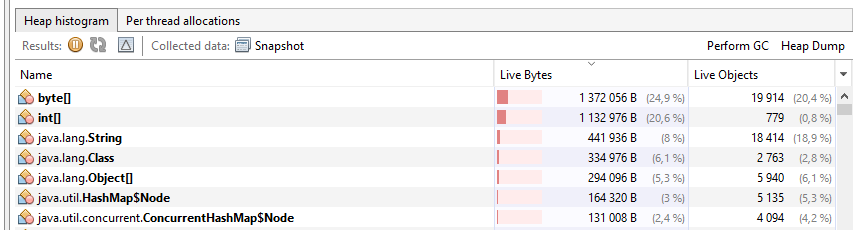 Heap histogram Per thread allocations
Results: Collected data: Snapshot Perform GC Heap Dump
Name Live Bytes Live Objects
byte[] 1 372 056 B (24,9 %) 19 914 (20,4 %)
int[] 1 132 976 B (20,6 %) 779 (0,8 %)
java.lang.String 441 936 B (8 %) 18 414 (18,9 %)
java.lang.Class 334 976 B (6,1 %) 2 763 (2,8 %)
java.lang.Object[] 294 096 B (5,3 %) 5 940 (6,1 %)
java.util.HashMap$Node 164 320 B (3 %) 5 135 (5,3 %)
java.util.concurrent.ConcurrentHashMap$Node 131 008 B (2,4 %) 4 094 (4,2 %)